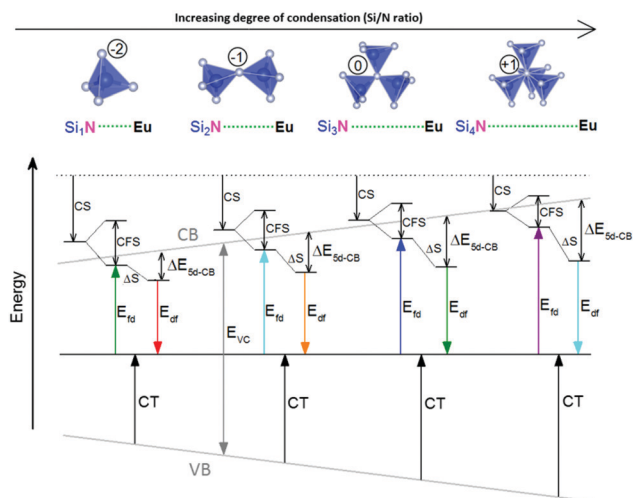 Increasing degree of condensation (Si/N ratio)
-2
-1
0
+1
Si₁N Eu
Si₂N Eu
Si₃N Eu
Si₄N Eu
Energy
CS
CFS
ΔS
ΔE5d-CB
Efd
Edf
CT
CB
CS
CFS
ΔS
ΔE5d-CB
EVC
Efd
Edf
CT
CS
CFS
ΔS
ΔE5d-CB
Efd
Edf
CT
CS
CFS
ΔS
ΔE5d-CB
Efd
Edf
CT
VB